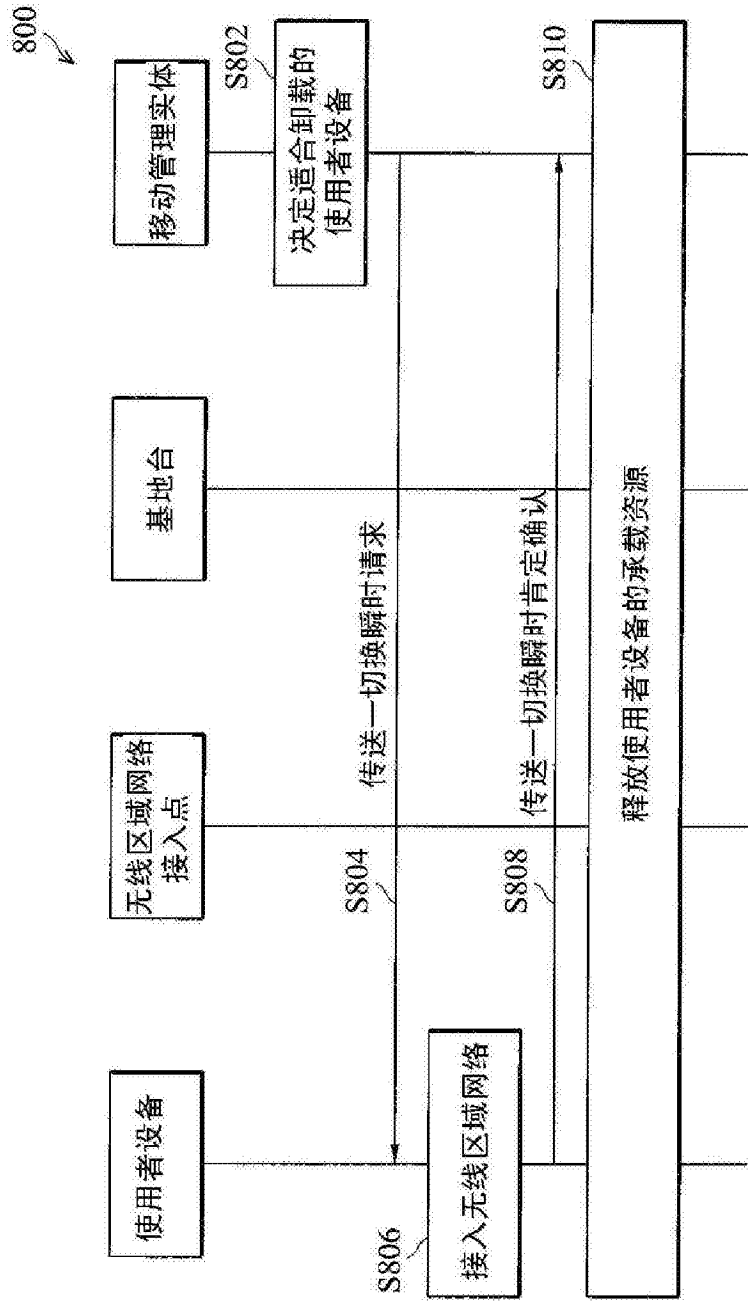 800
使用者设备
无线区域网络
接入点
基地台
移动管理实体
S802
决定适合卸载的
使用者设备
S804
传送一切换瞬时请求
S806
接入无线区域网络
S808
传送一切换瞬时肯定确认
S810
释放使用者设备的承载资源